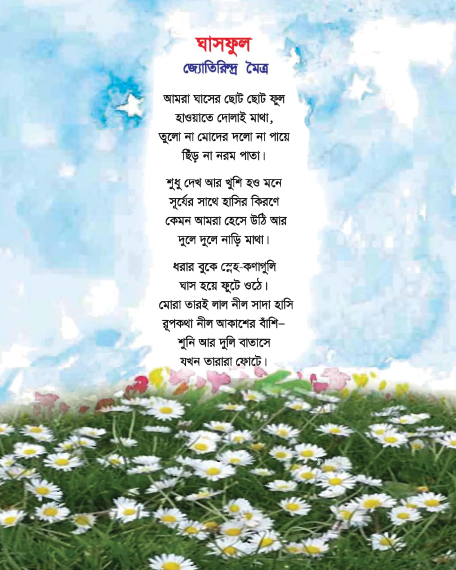 ঘাসফুল
জ্যোতিরিন্দ্র মৈত্র
আমরা ঘাসের ছোট ছোট ফুল
হাওয়াতে দোলাই মাথা,
তুলো না মোদের দলো না পায়ে
ছিঁড় না নরম পাতা।
শুধু দেখ আর খুশি হও মনে
সূর্যের সাথে হাসির কিরণে
কেমন আমরা হেসে উঠি আর
দুলে দুলে নাড়ি মাথা।
ধরার বুকে স্নেহ-কণাগুলি
ঘাস হয়ে ফুটে ওঠে।
মোরা তারই লাল নীল সাদা হাসি
রূপকথা নীল আকাশের বাঁশি–
শুনি আর দুলি বাতাসে
যখন তারারা ফোটে।